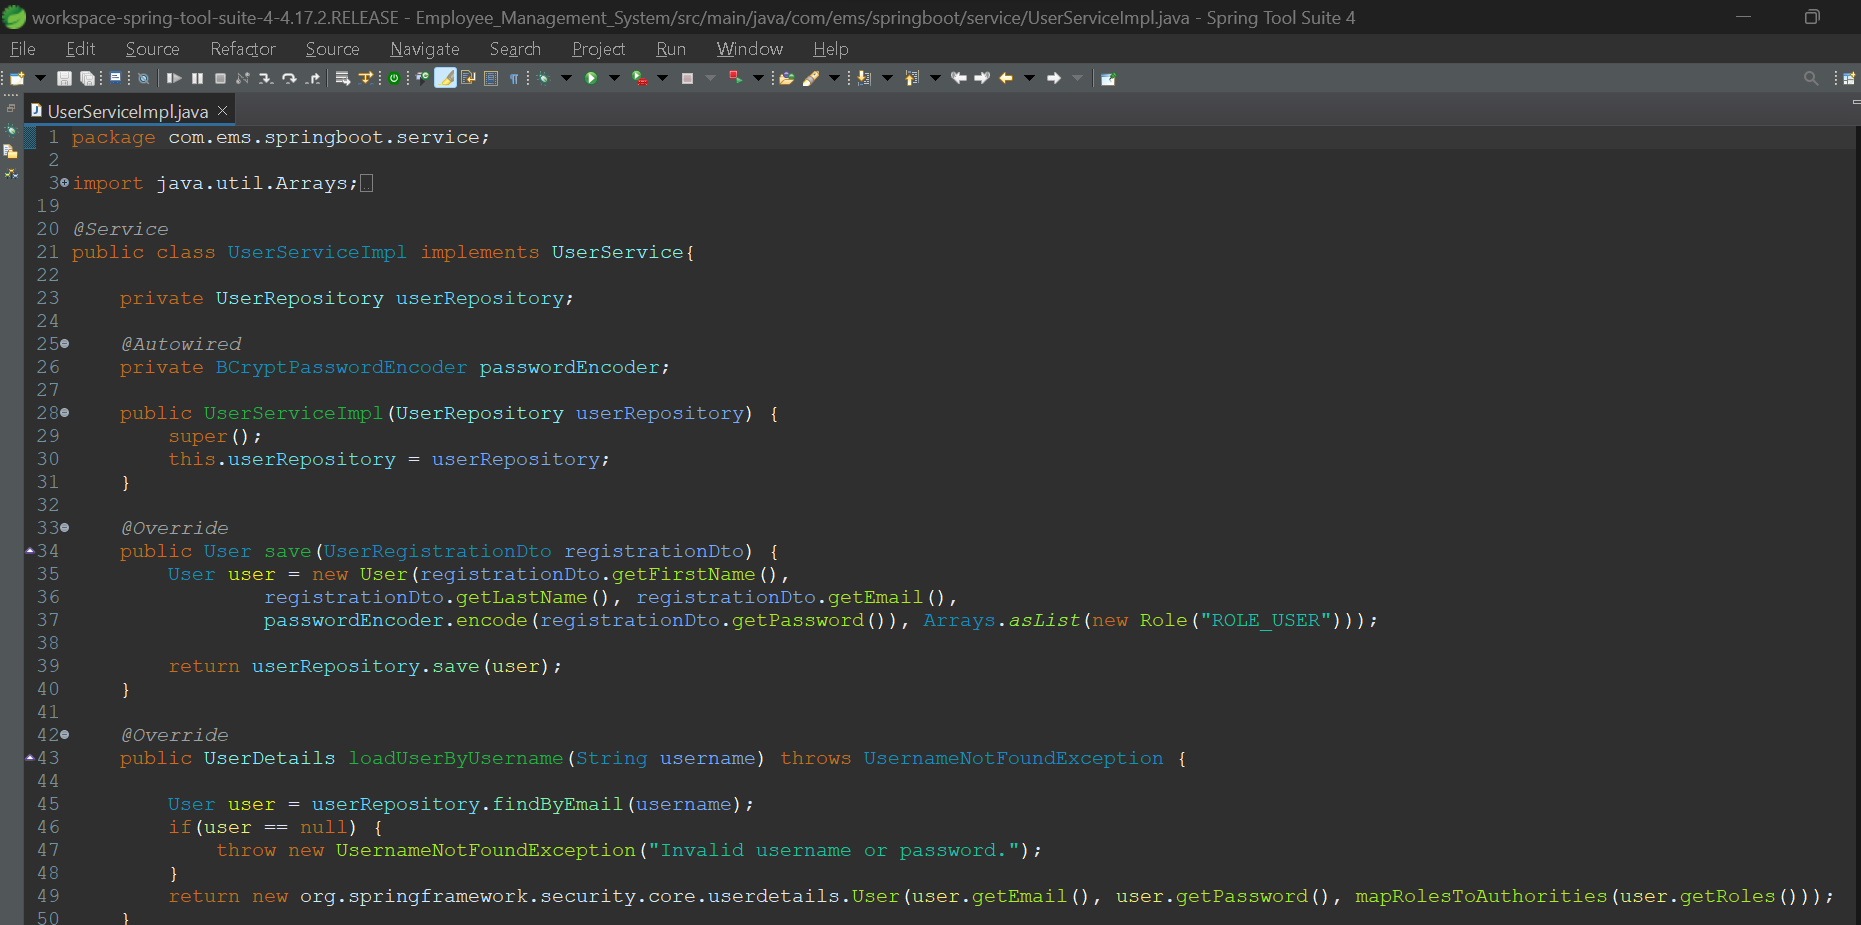 workspace-spring-tool-suite-4-4.17.2.RELEASE - Employee_Management_System/src/main/java/com/ems/springboot/service/UserServiceImpl.java - Spring Tool Suite 4
File Edit Source Refactor Source Navigate Search Project Run Window Help
UserServiceImpl.java
1 package com.ems.springboot.service;
2
3 import java.util.Arrays;
19
20 @Service
21 public class UserServiceImpl implements UserService{
22
23     private UserRepository userRepository;
24
25     @Autowired
26     private BCryptPasswordEncoder passwordEncoder;
27
28     public UserServiceImpl(UserRepository userRepository) {
29         super();
30         this.userRepository = userRepository;
31     }
32
33     @Override
34     public User save(UserRegistrationDto registrationDto) {
35         User user = new User(registrationDto.getFirstName(),
36                 registrationDto.getLastName(), registrationDto.getEmail(),
37                 passwordEncoder.encode(registrationDto.getPassword()), Arrays.asList(new Role("ROLE_USER")));
38
39         return userRepository.save(user);
40     }
41
42     @Override
43     public UserDetails loadUserByUsername(String username) throws UsernameNotFoundException {
44
45         User user = userRepository.findByEmail(username);
46         if(user == null) {
47             throw new UsernameNotFoundException("Invalid username or password.");
48         }
49         return new org.springframework.security.core.userdetails.User(user.getEmail(), user.getPassword(), mapRolesToAuthorities(user.getRoles()));
50     }